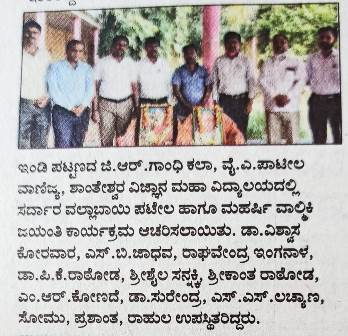 ಇಂಡಿ ಪಟ್ಟಣದ ಜಿ.ಆರ್.ಗಾಂಧಿ ಕಲಾ, ವೈ.ಎ.ಪಾಟೀಲ
ವಾಣಿಜ್ಯ, ಶಾಂತೇಶ್ವರ ವಿಜ್ಞಾನ ಮಹಾ ವಿದ್ಯಾಲಯದಲ್ಲಿ
ಸರ್ದಾರ ವಲ್ಲಾಬಾಯಿ ಪಟೇಲ ಹಾಗೂ ಮಹರ್ಷಿ ವಾಲ್ಮಿಕಿ
ಜಯಂತಿ ಕಾರ್ಯಕ್ರಮ ಆಚರಿಸಲಾಯಿತು. ಡಾ.ವಿಶ್ವಾಸ
ಕೋರವಾರ, ಎಸ್.ಬಿ.ಜಾಧವ, ರಾಘವೇಂದ್ರ ಇಂಗನಾಳ,
ಡಾ.ಪಿ.ಕೆ.ರಾಠೋಡ, ಶ್ರೀಶೈಲ ಸನ್ನಕ್ಕಿ, ಶ್ರೀಕಾಂತ ರಾಠೋಡ,
ಎಂ.ಆರ್.ಕೋಣದೆ, ಡಾ.ಸುರೇಂದ್ರ, ಎಸ್.ಎಸ್.ಲಚ್ಯಾಣ,
ಸೋಮು, ಪ್ರಶಾಂತ, ರಾಹುಲ ಉಪಸ್ಥಿತರಿದ್ದರು.